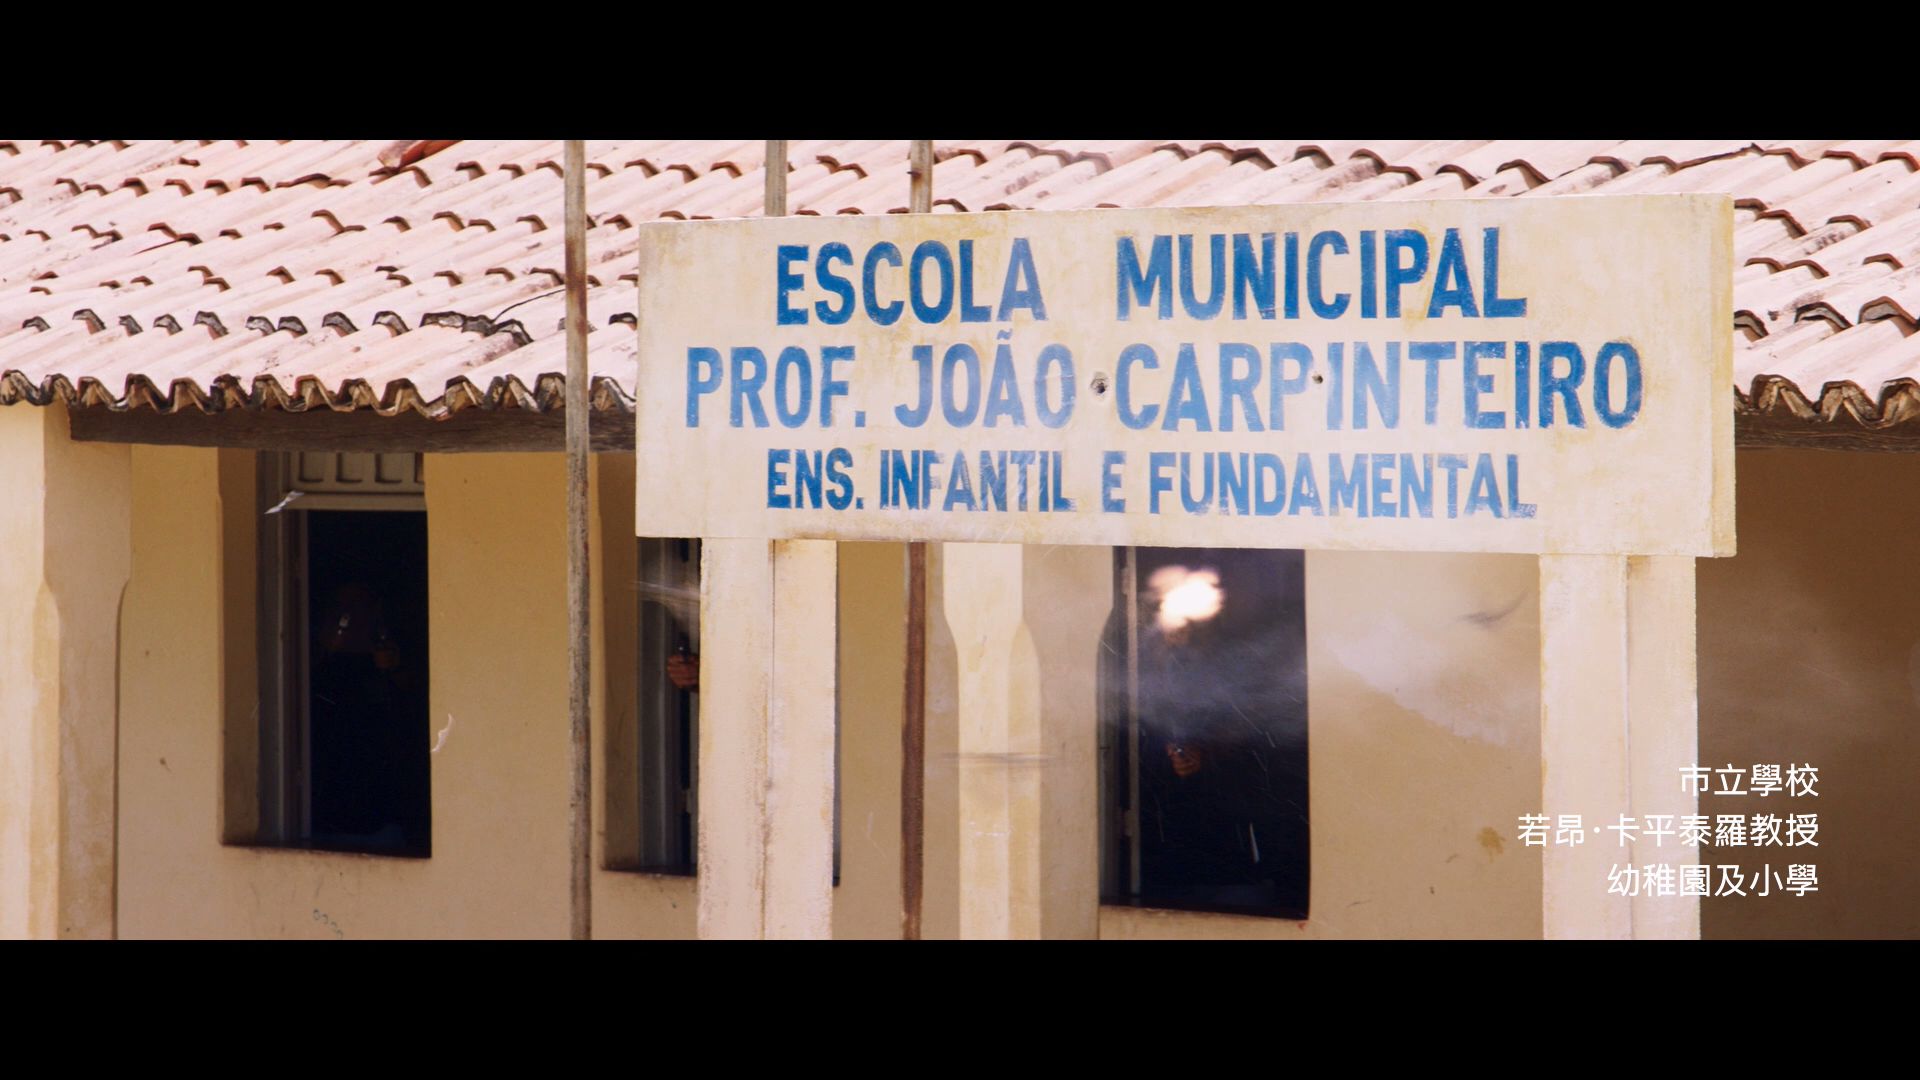 ESCOLA MUNICIPAL
PROF. JOÃO CARPINTEIRO
ENS. INFANTIL E FUNDAMENTAL
市立學校
若昂·卡平泰羅教授
幼稚園及小學